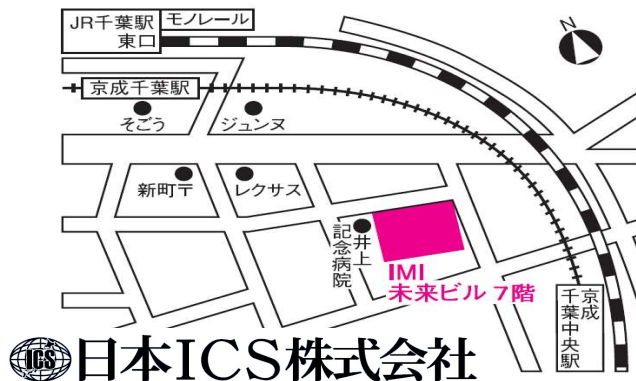 JR千葉駅
東口
モノレール
N
京成千葉駅
そごう
ジュンヌ
新町〒
レクサス
井上
記念病院
IMI
未来ビル 7階
京成
千葉中央駅
ICS
日本ICS株式会社